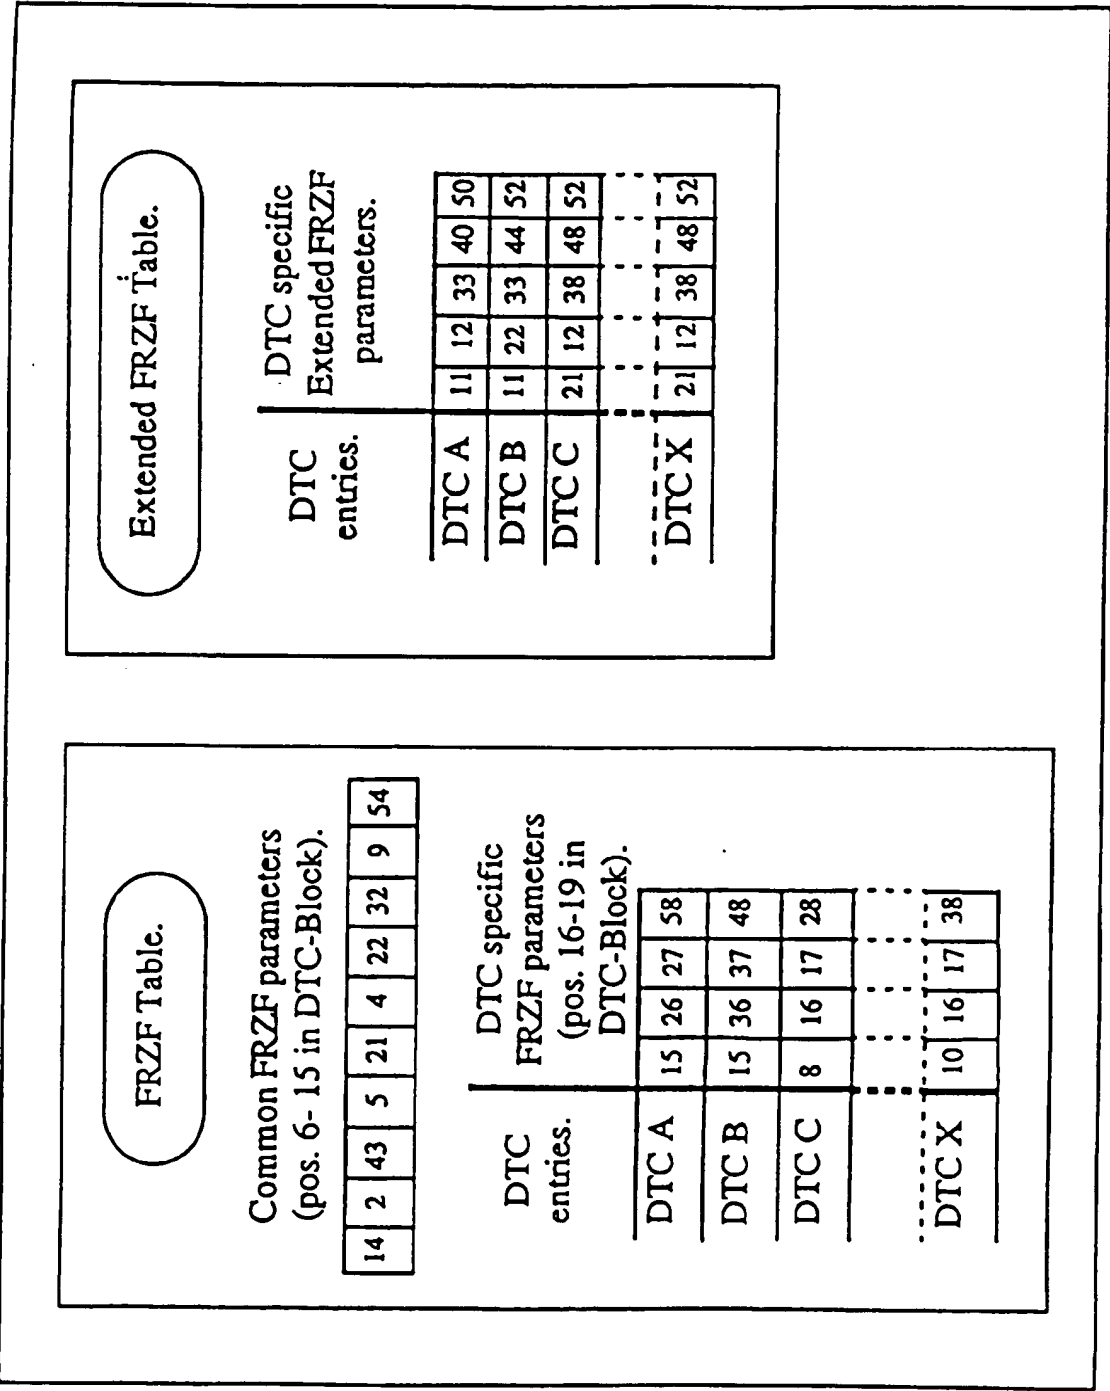 FRZF Table.
Common FRZF parameters
(pos. 6- 15 in DTC-Block).
14 2 43 5 21 4 22 32 9 54
DTC
entries.
DTC specific
FRZF parameters
(pos. 16-19 in
DTC-Block).
DTC A 15 26 27 58
DTC B 15 36 37 48
DTC C 8 16 17 28
DTC X 10 16 17 38
Extended FRZF Table.
DTC
entries.
DTC specific
Extended FRZF
parameters.
DTC A 11 12 33 40 50
DTC B 11 22 33 44 52
DTC C 21 12 38 48 52
DTC X 21 12 38 48 52